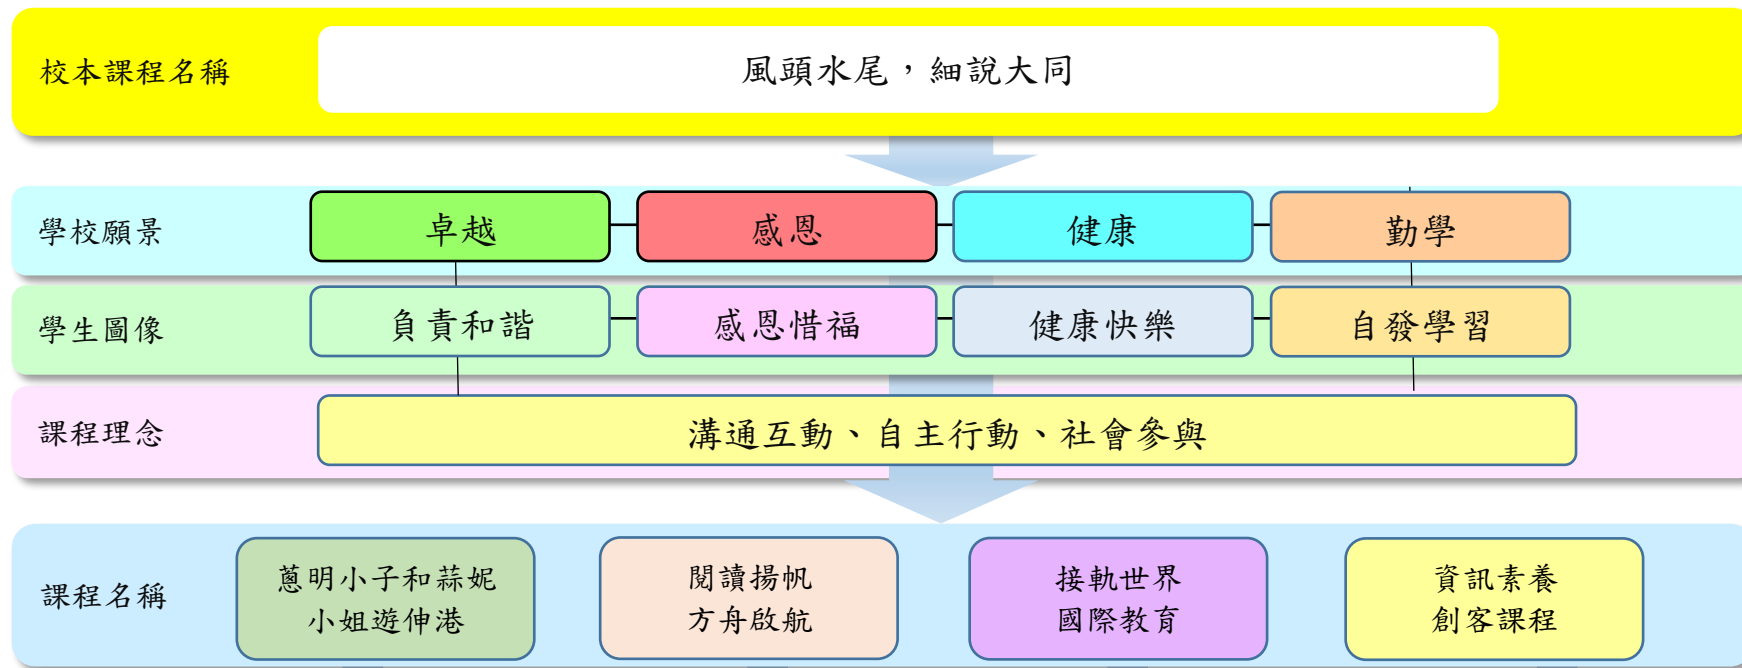 校本課程名稱
風頭水尾，細說大同
學校願景
卓越
感恩
健康
勤學
學生圖像
負責和諧
感恩惜福
健康快樂
自發學習
課程理念
溝通互動、自主行動、社會參與
課程名稱
蔥明小子和蒜妮
小姐遊伸港
閱讀揚帆
方舟啟航
接軌世界
國際教育
資訊素養
創客課程